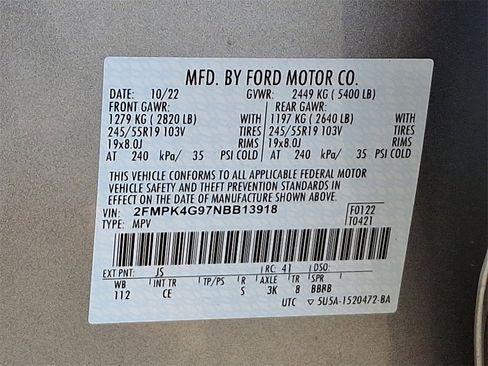 MFD. BY FORD MOTOR CO.
DATE: 10/22 GVWR: 2449 KG ( 5400 LB)
FRONT GAWR: REAR GAWR:
1279 KG ( 2820 LB) WITH 1197 KG ( 2640 LB) WITH
245/55R19 103V TIRES 245/55R19 103V TIRES
19x8.0J RIMS 19x8.0J RIMS
AT 240 kPa/ 35 PSI COLD AT 240 kPa/ 35 PSI COLD
THIS VEHICLE CONFORMS TO ALL APPLICABLE FEDERAL MOTOR
VEHICLE SAFETY AND THEFT PREVENTION STANDARDS IN
EFFECT ON THE DATE OF MANUFACTURE SHOWN ABOVE.
VIN: 2FMPK4G97NBB13918 F0122
TYPE: MPV T0421
EXT PNT: JS RC: 41 DSO:
WB INT TR TP/PS R AXLE TR SPR
112 CE S 3K 8 BBRB
UTC ▽ 5U5A-1520472-BA